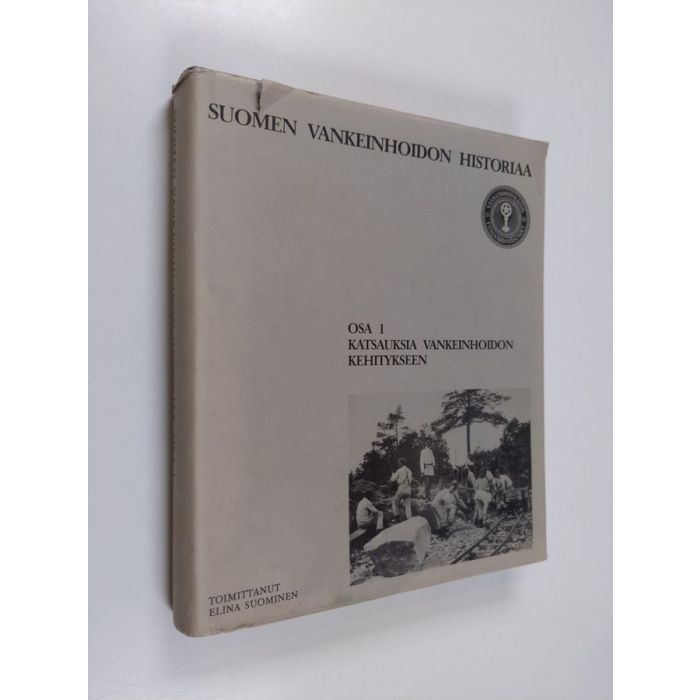 SUOMEN VANKEINHOIDON HISTORIAA
OSA 1
KATSAUKSIA VANKEINHOIDON
KEHITYKSEEN
TOIMITTANUT
ELINA SUOMINEN